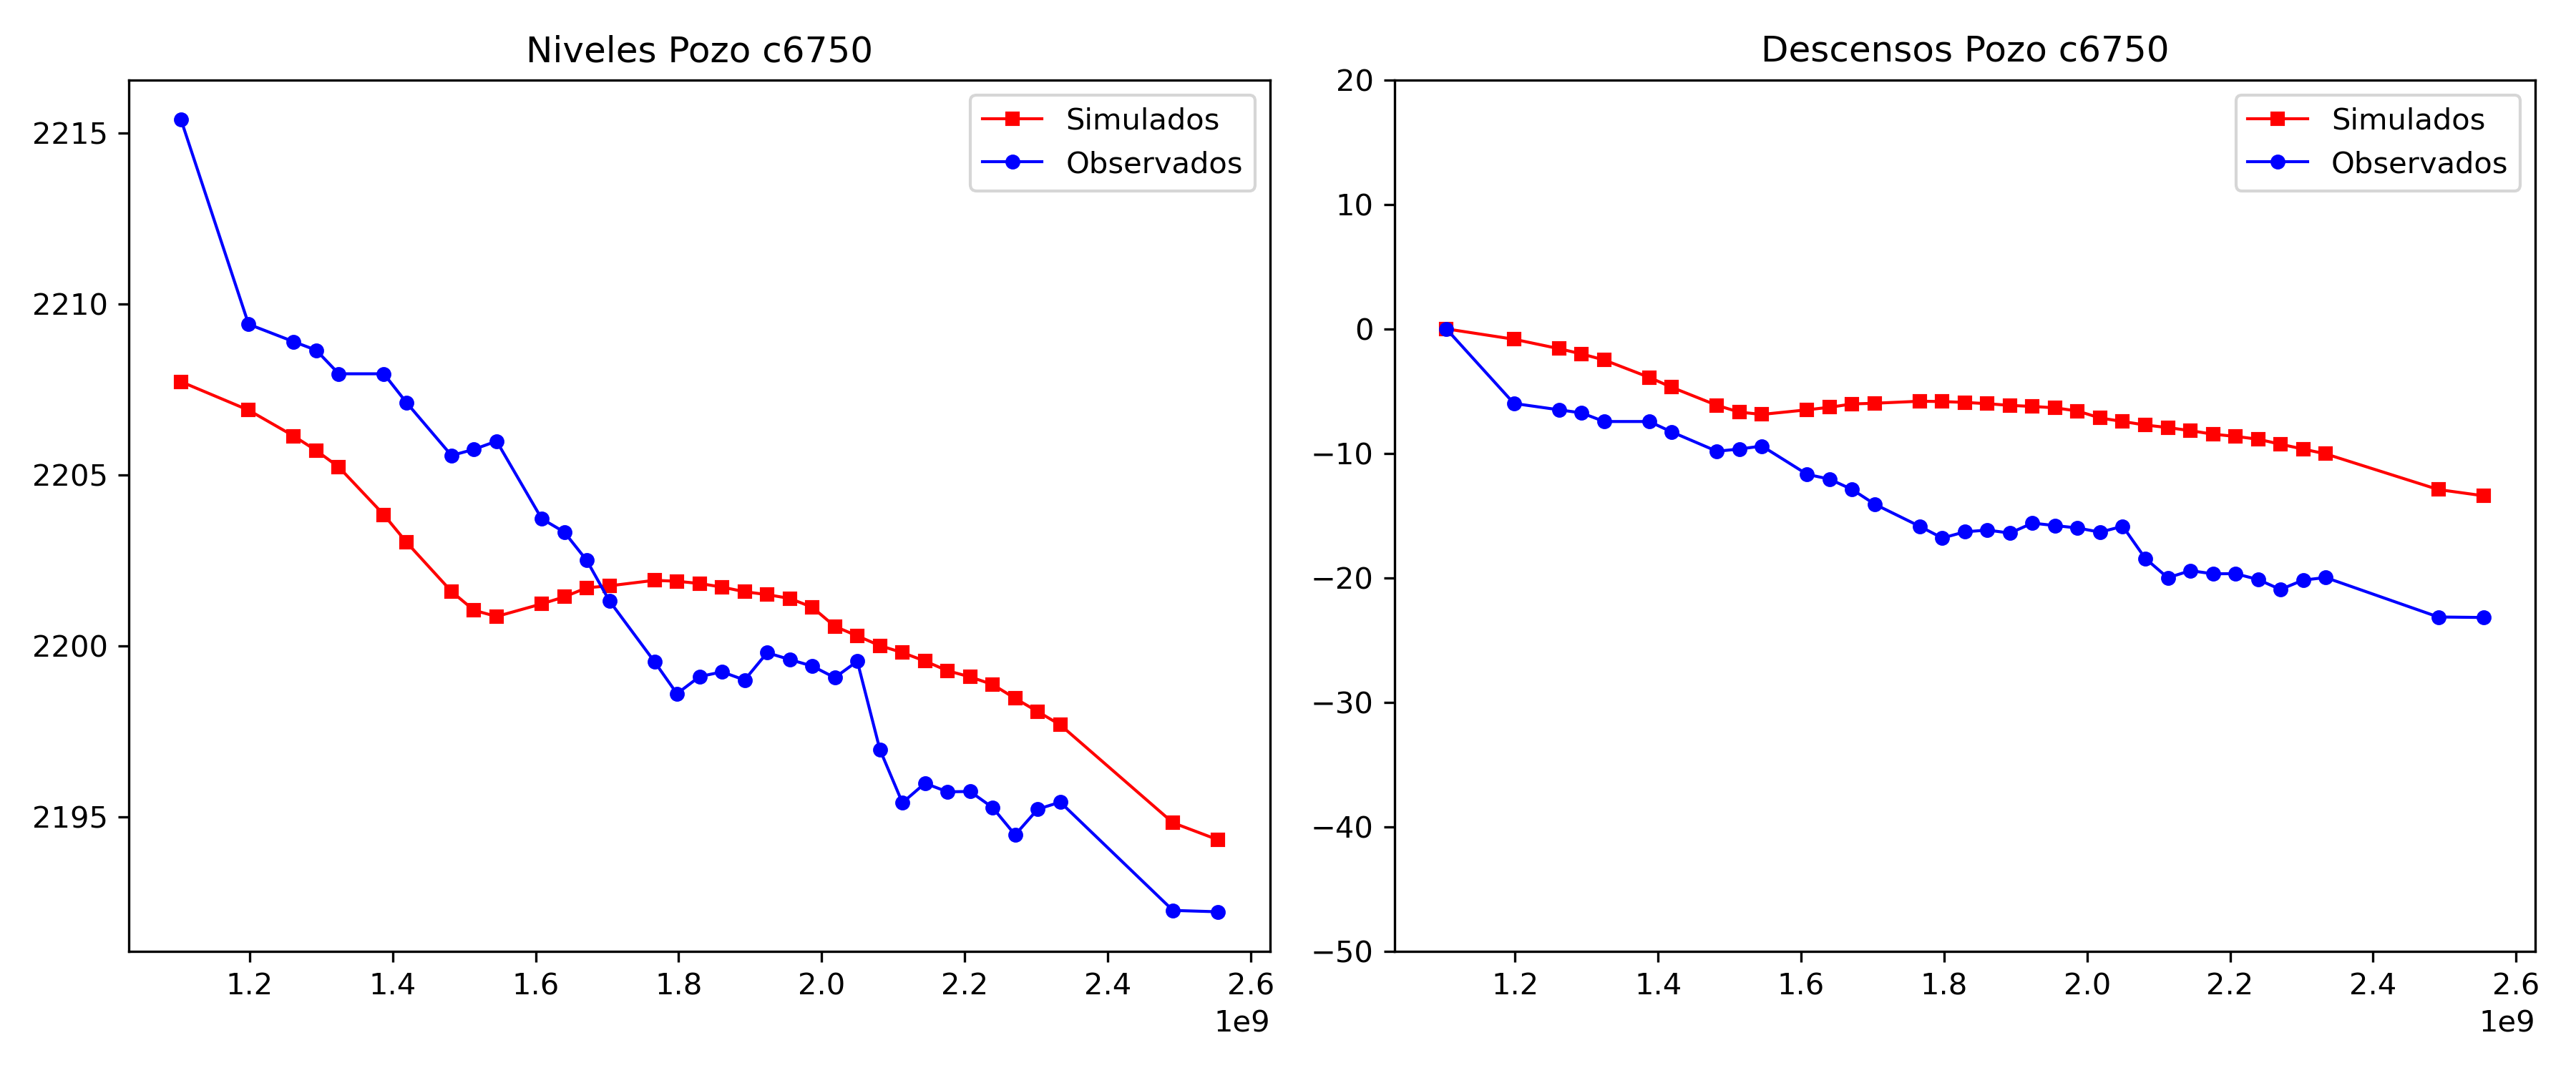 Niveles Pozo c6750
2215
2210
2205
2200
2195
1.2 1.4 1.6 1.8 2.0 2.2 2.4 2.6
1e9
Simulados
Observados
Descensos Pozo c6750
20
10
0
−10
−20
−30
−40
−50
1.2 1.4 1.6 1.8 2.0 2.2 2.4 2.6
1e9
Simulados
Observados